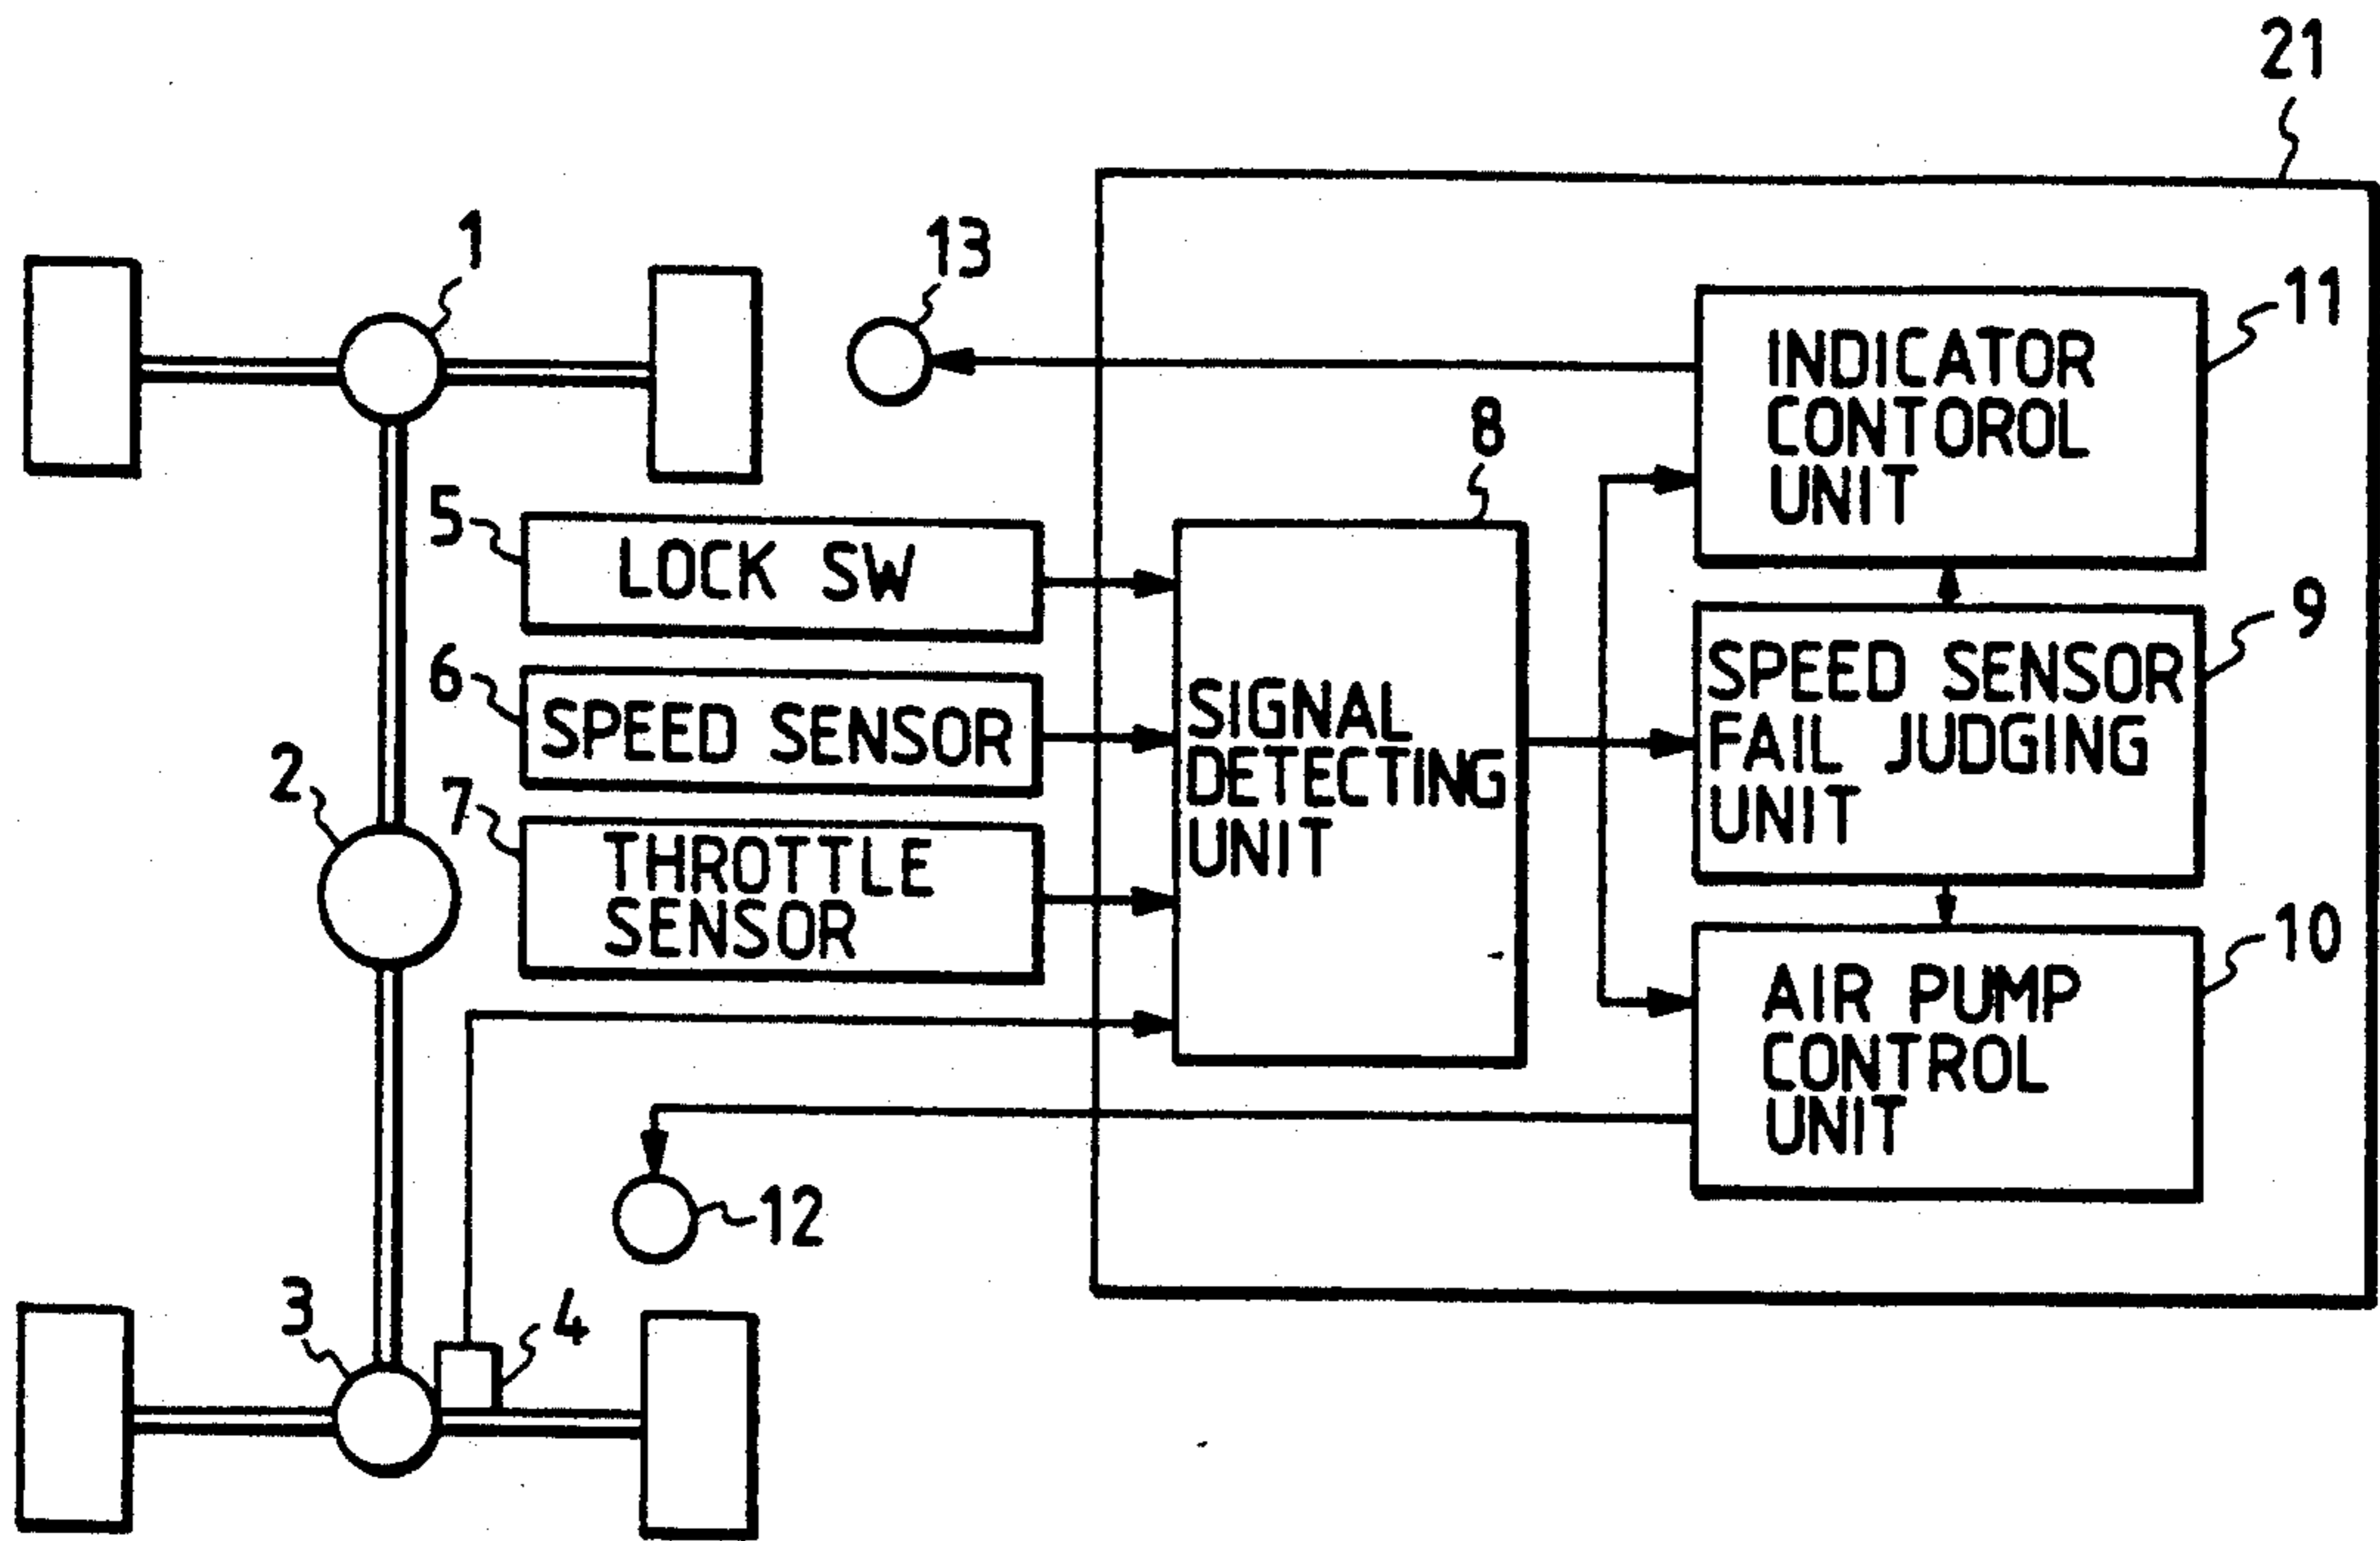 21
1
13
11
INDICATOR
CONTOROL
UNIT
8
5
LOCK SW
9
6
SPEED SENSOR
SPEED SENSOR
FAIL JUDGING
UNIT
SIGNAL
DETECTING
UNIT
2
7
THROTTLE
SENSOR
10
AIR PUMP
CONTROL
UNIT
12
3
4